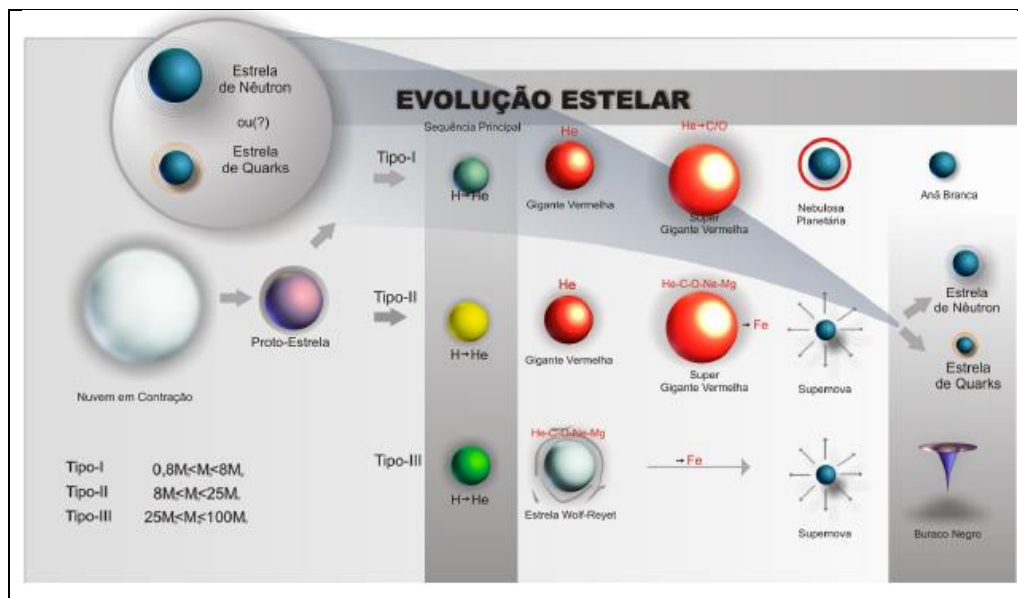 Estrela
de Nêutron
ou(?)
Estrela
de Quarks
EVOLUÇÃO ESTELAR
Sequência Principal
Tipo-I
H→He
He
Gigante Vermelha
He→C/O
Super
Gigante Vermelha
Nebulosa
Planetária
Anã Branca
Nuvem em Contração
Proto-Estrela
Tipo-II
H→He
He
Gigante Vermelha
He-C-O-Ne-Mg
→ Fe
Super
Gigante Vermelha
Supernova
Estrela
de Nêutron
Estrela
de Quarks
Tipo-III
H→He
He-C-O-Ne-Mg
Estrela Wolf-Reyet
→Fe
Supernova
Buraco Negro
Tipo-I 0,8M<M<8M
Tipo-II 8M<M<25M
Tipo-III 25M<M<100M